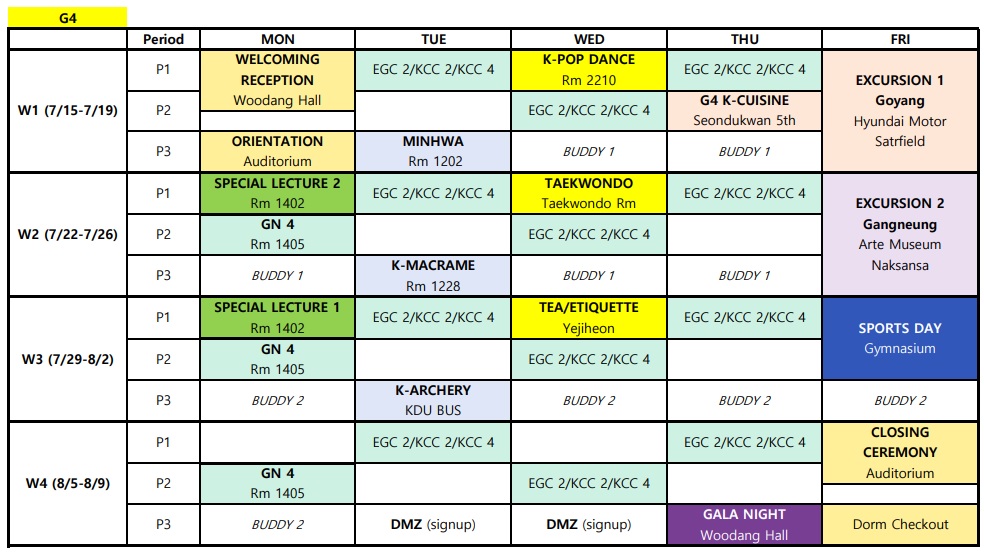 G4
Period MON TUE WED THU FRI
W1 (7/15-7/19)
P1
WELCOMING
RECEPTION
Woodang Hall
EGC 2/KCC 2/KCC 4
K-POP DANCE
Rm 2210
EGC 2/KCC 2/KCC 4
EXCURSION 1
Goyang
Hyundai Motor
Satrfield
P2
EGC 2/KCC 2/KCC 4
G4 K-CUISINE
Seondukwan 5th
P3
ORIENTATION
Auditorium
MINHWA
Rm 1202
BUDDY 1
BUDDY 1
W2 (7/22-7/26)
P1
SPECIAL LECTURE 2
Rm 1402
EGC 2/KCC 2/KCC 4
TAEKWONDO
Taekwondo Rm
EGC 2/KCC 2/KCC 4
EXCURSION 2
Gangneung
Arte Museum
Naksansa
P2
GN 4
Rm 1405
EGC 2/KCC 2/KCC 4
P3
BUDDY 1
K-MACRAME
Rm 1228
BUDDY 1
BUDDY 1
W3 (7/29-8/2)
P1
SPECIAL LECTURE 1
Rm 1402
EGC 2/KCC 2/KCC 4
TEA/ETIQUETTE
Yejiheon
EGC 2/KCC 2/KCC 4
SPORTS DAY
Gymnasium
P2
GN 4
Rm 1405
EGC 2/KCC 2/KCC 4
P3
BUDDY 2
K-ARCHERY
KDU BUS
BUDDY 2
BUDDY 2
BUDDY 2
W4 (8/5-8/9)
P1
EGC 2/KCC 2/KCC 4
EGC 2/KCC 2/KCC 4
CLOSING
CEREMONY
Auditorium
P2
GN 4
Rm 1405
EGC 2/KCC 2/KCC 4
P3
BUDDY 2
DMZ (signup)
DMZ (signup)
GALA NIGHT
Woodang Hall
Dorm Checkout